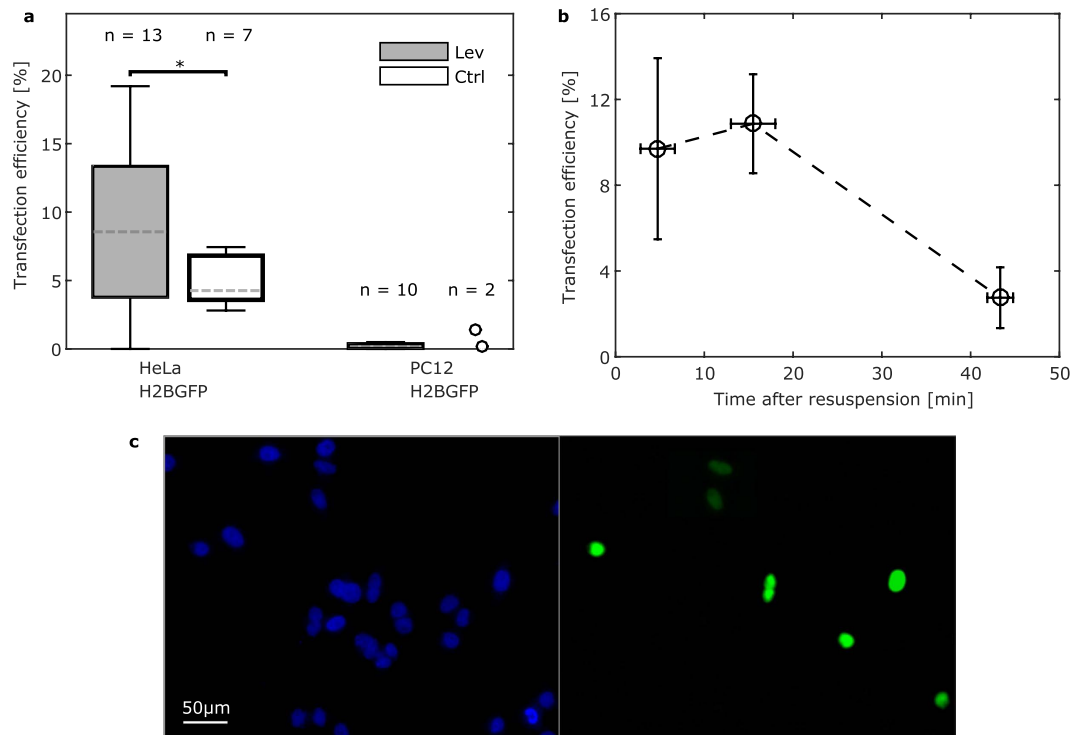 a
n = 13
n = 7
*
Lev
Ctrl
n = 10
n = 2
20
15
10
5
0
Transfection efficiency [%]
HeLa
H2BGFP
PC12
H2BGFP
b
16
12
8
4
0
Transfection efficiency [%]
0 10 20 30 40 50
Time after resuspension [min]
c
50μm